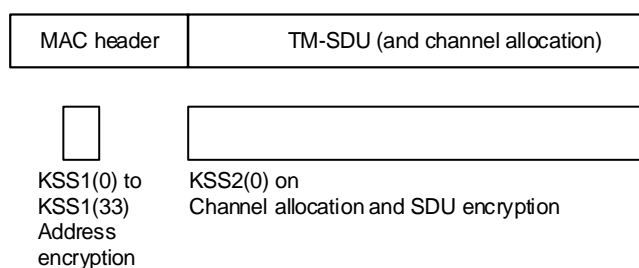 MAC header
TM-SDU (and channel allocation)
KSS1(0) to
KSS1(33)
Address
encryption
KSS2(0) on
Channel allocation and SDU encryption